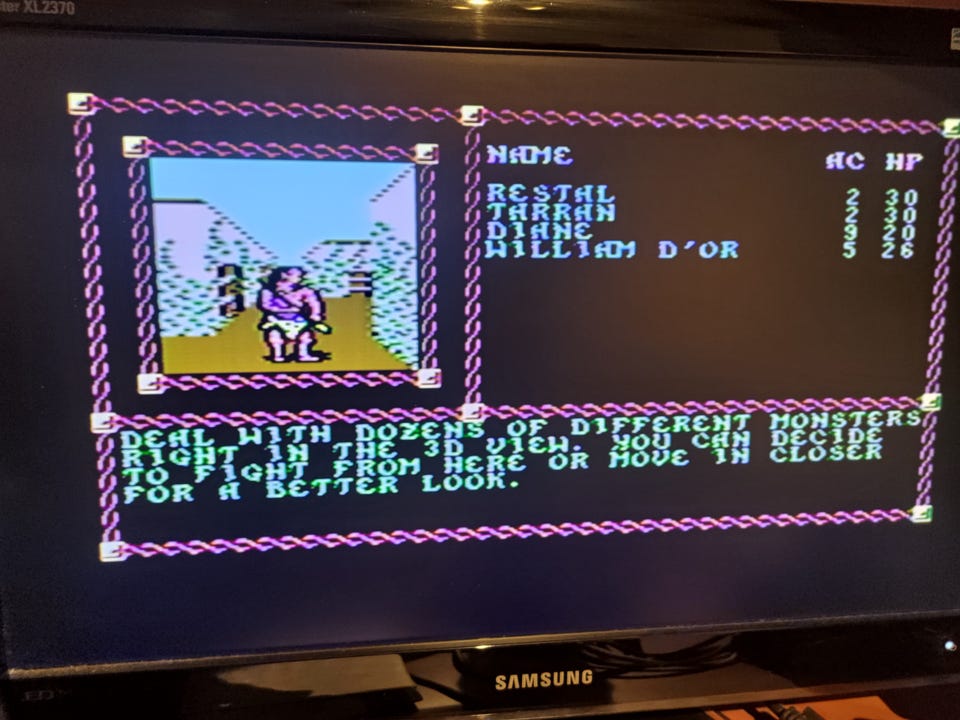 ster XL2370
NAME AC HP
RESTAL 2 30
TARRAN 2 30
DIANE 9 20
WILLIAM D'OR 5 26
DEAL WITH DOZENS OF DIFFERENT MONSTERS
RIGHT IN THE 3D VIEW. YOU CAN DECIDE
TO FIGHT FROM HERE OR MOVE IN CLOSER
FOR A BETTER LOOK.
SAMSUNG
LED